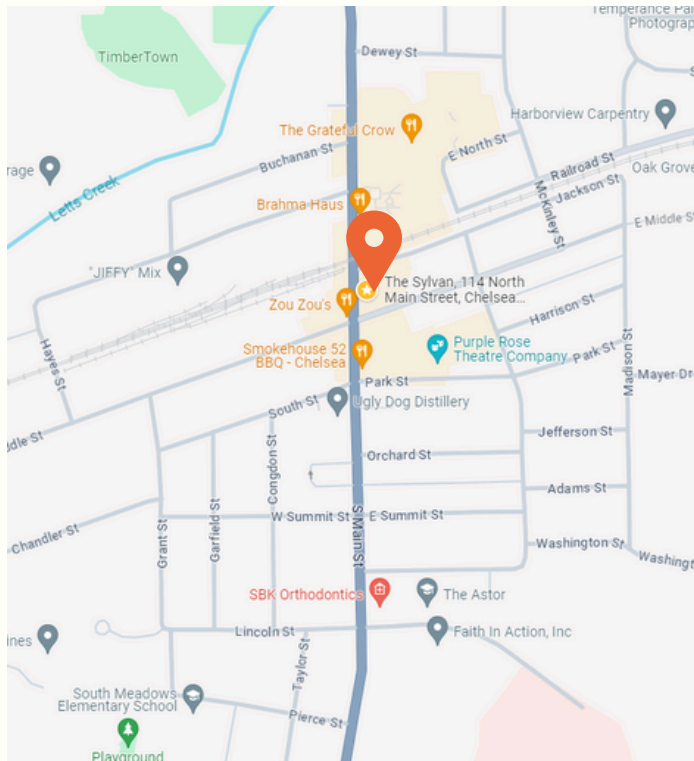 Temperance Pa
Photograp
TimberTown
Dewey St
Harborview Carpentry
The Grateful Crow
E North St
Buchanan St
Railroad St
rage
Oak Grove
Jackson St
Letts Creek
McKinley St
Brahma Haus
E Middle S
"JIFFY" Mix
The Sylvan, 114 North
Main Street, Chelsea...
Zou Zou's
Harrison St
Smokehouse 52
BBQ - Chelsea
Purple Rose
Theatre Company
Park St
Hayes St
Madison St
Mayer Dr
Park St
South St
Ugly Dog Distillery
ddle St
Jefferson St
Congdon St
Orchard St
Garfield St
Adams St
W Summit St
E Summit St
S Main St
Chandler St
Grant St
Washington St
Washing
SBK Orthodontics
The Astor
Lincoln St
Faith In Action, Inc
ines
Taylor St
South Meadows
Elementary School
Pierce St
Playground